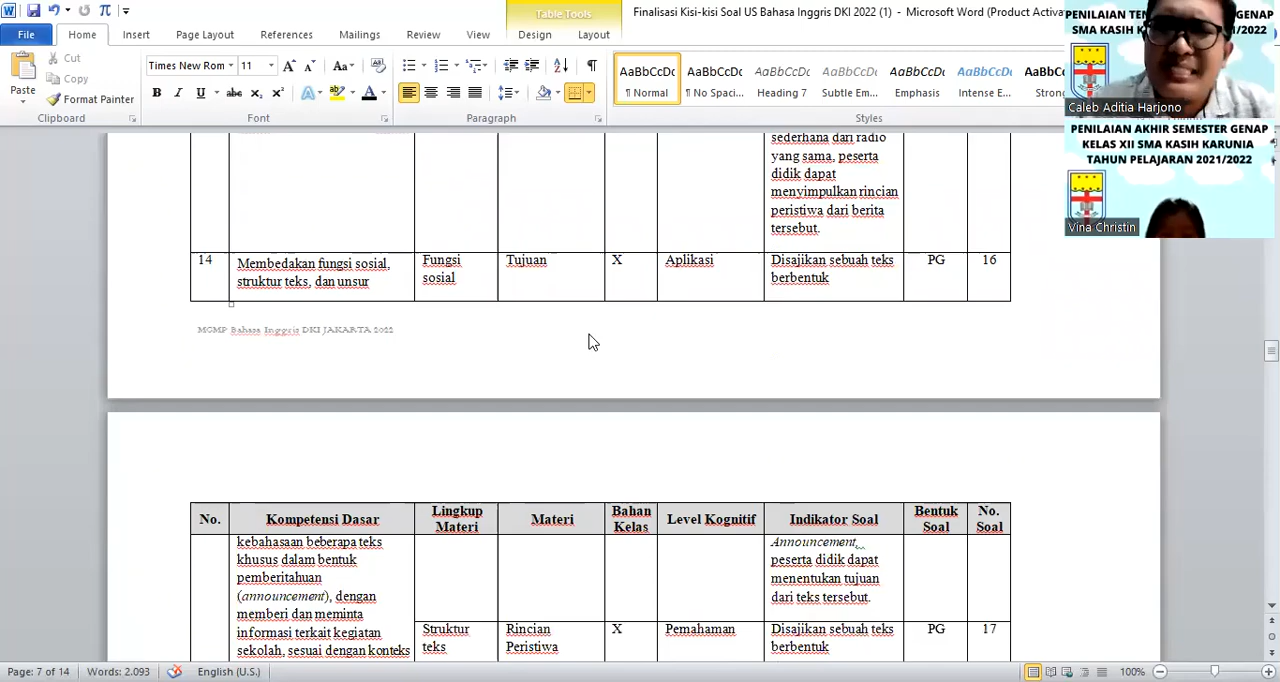 Table Tools
Finalisasi Kisi-kisi Soal US Bahasa Inggris DKI 2022 (1) - Microsoft Word (Product Activa
File
Home
Insert
Page Layout
References
Mailings
Review
View
Design
Layout
Paste
Cut
Copy
Format Painter
Clipboard
Times New Rom
11
Font
Paragraph
AaBbCcDc
¶ Normal
AaBbCcDc
¶ No Spaci...
AaBbCcDc
Heading 7
AaBbCcDc
Subtle Em...
AaBbCcDc
Emphasis
AaBbCcDc
Intense E...
AaBbCc
Strong
Styles
PENILAIAN TEN
GENAP
SMA KASIH K
1/2022
Caleb Aditia Harjono
PENILAIAN AKHIR SEMESTER GENAP
KELAS XII SMA KASIH KARUNIA
TAHUN PELAJARAN 2021/2022
Vina Christin
sederhana dari radio
yang sama, peserta
didik dapat
menyimpulkan rincian
peristiwa dari berita
tersebut.
14
Membedakan fungsi sosial,
struktur teks, dan unsur
Fungsi
sosial
Tujuan
X
Aplikasi
Disajikan sebuah teks
berbentuk
PG
16
MGMP Bahasa Inggris DKI JAKARTA 2022
No.
Kompetensi Dasar
Lingkup
Materi
Materi
Bahan
Kelas
Level Kognitif
Indikator Soal
Bentuk
Soal
No.
Soal
kebahasaan beberapa teks
khusus dalam bentuk
pemberitahuan
(announcement), dengan
memberi dan meminta
informasi terkait kegiatan
sekolah, sesuai dengan konteks
Announcement,
peserta didik dapat
menentukan tujuan
dari teks tersebut.
Struktur
teks
Rincian
Peristiwa
X
Pemahaman
Disajikan sebuah teks
berbentuk
PG
17
Page: 7 of 14
Words: 2.093
English (U.S.)
100%